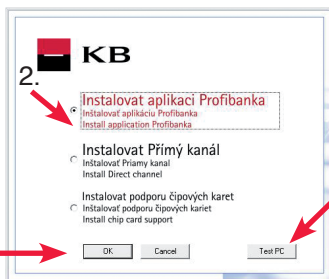 KB
2.
Instalovat aplikaci Profibanka
Inštalovať aplikáciu Profibanka
Install application Profibanka
Instalovat Přímý kanál
Inštalovať Priamy kanal
Install Direct channel
Instalovat podporu čipových karet
Inštalovať podporu čipových kariet
Install chip card support
OK Cancel Test PC